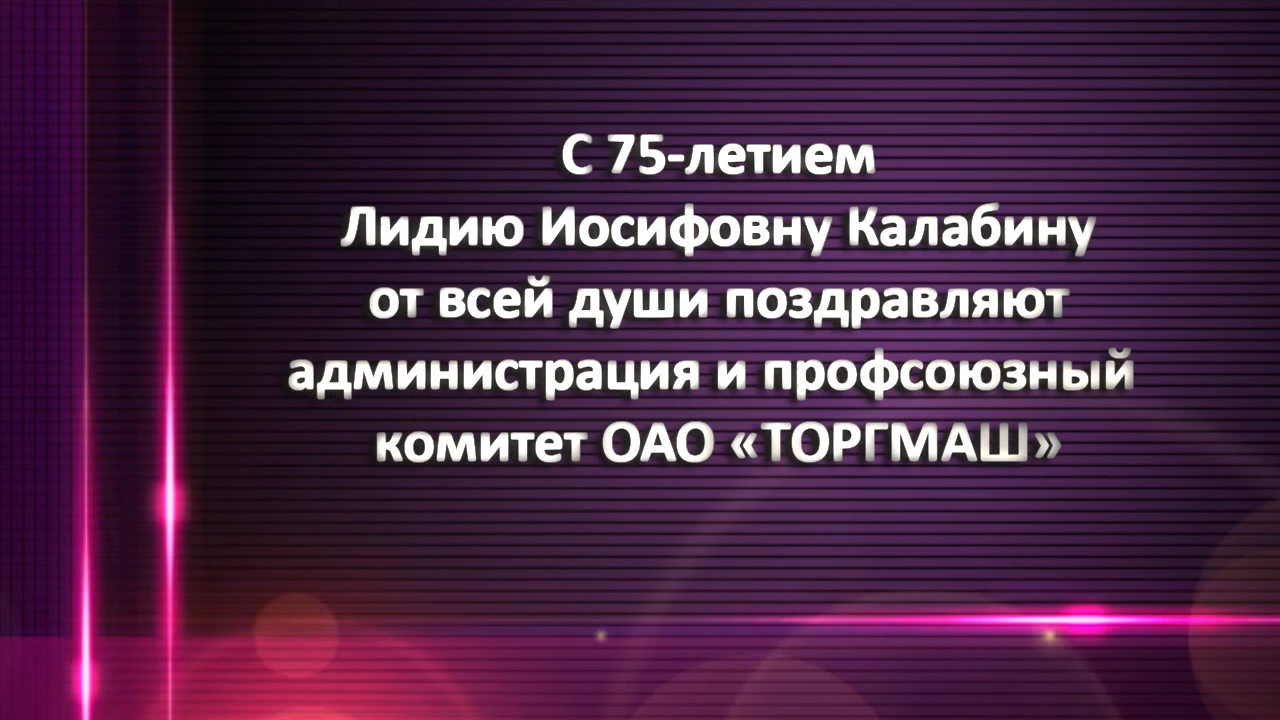 С 75-летием
Лидию Иосифовну Калабину
от всей души поздравляют
администрация и профсоюзный
комитет ОАО «ТОРГМАШ»